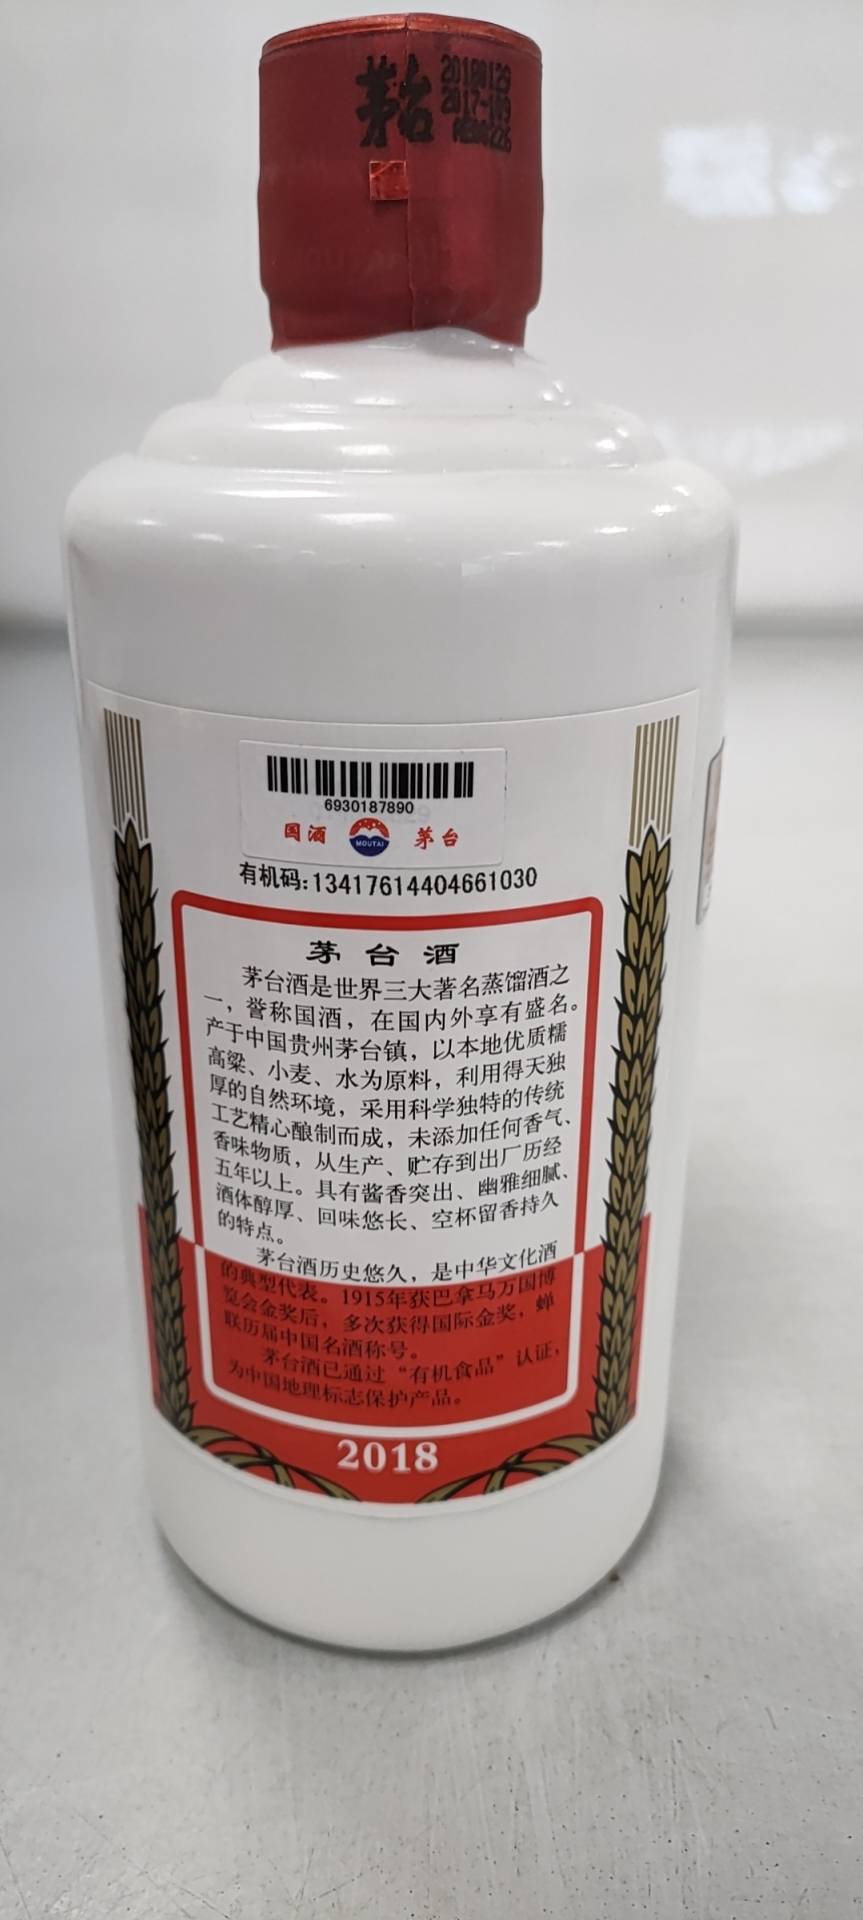 茅台
20180129
2017-109
6930187890
国酒
MOUTAI
茅台
有机码:13417614404661030
茅台酒
茅台酒是世界三大著名蒸馏酒之
一，誉称国酒，在国内外享有盛名。
产于中国贵州茅台镇，以本地优质糯
高粱、小麦、水为原料，利用得天独
厚的自然环境，采用科学独特的传统
工艺精心酿制而成，未添加任何香气、
香味物质，从生产、贮存到出厂历经
五年以上。具有酱香突出、幽雅细腻、
酒体醇厚、回味悠长、空杯留香持久
的特点。
茅台酒历史悠久，是中华文化酒
的典型代表。1915年获巴拿马万国博
览会金奖后，多次获得国际金奖，蝉
联历届中国名酒称号。
茅台酒已通过“有机食品”认证，
为中国地理标志保护产品。
2018